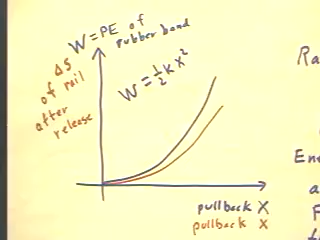 W = PE of
rubber band
ΔS
of rail
after
release
W = ½ k x²
pullback X
pullback x
Ra
En
a
F